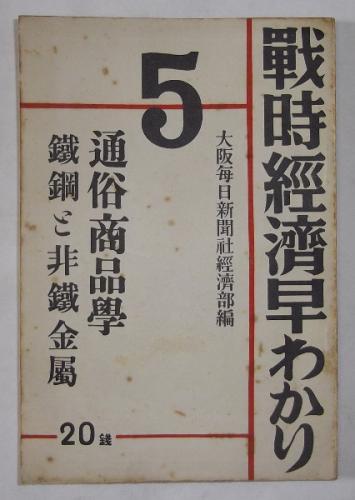 戰時經濟早わかり
大阪每日新聞社經濟部編
5
通俗商品學
鐵鋼と非鐵金屬
20錢